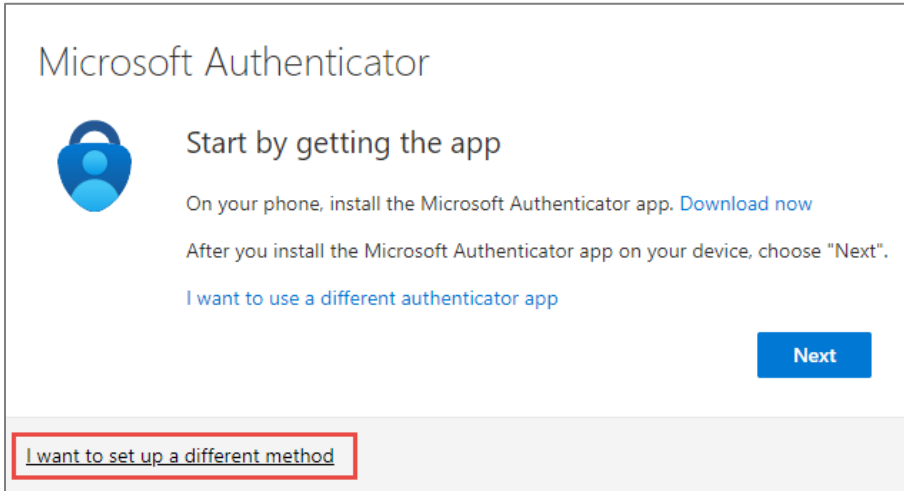 Microsoft Authenticator
Start by getting the app
On your phone, install the Microsoft Authenticator app. Download now
After you install the Microsoft Authenticator app on your device, choose "Next".
I want to use a different authenticator app
Next
I want to set up a different method